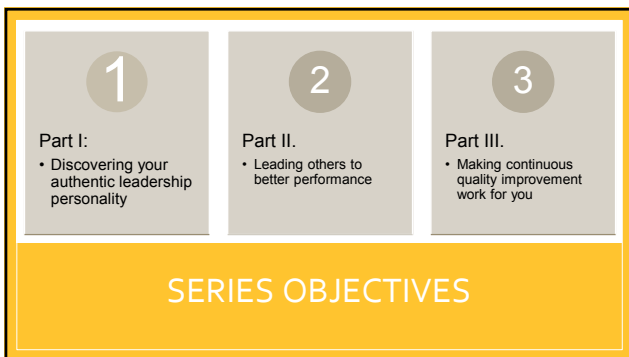 1
Part I:
• Discovering your
authentic leadership
personality
2
Part II.
• Leading others to
better performance
3
Part III.
• Making continuous
quality improvement
work for you
SERIES OBJECTIVES